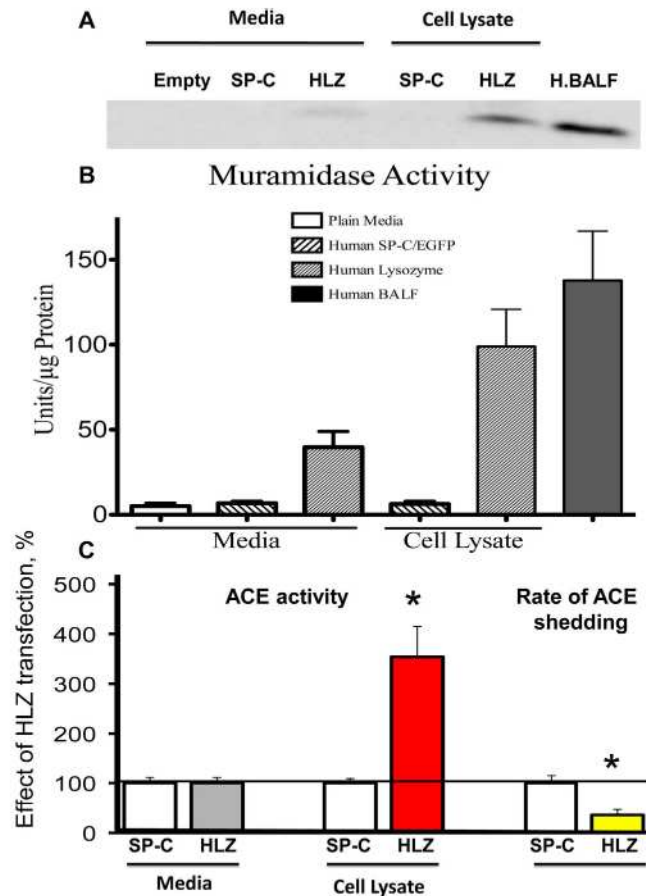 A
Media Cell Lysate
Empty SP-C HLZ SP-C HLZ H.BALF
B
Muramidase Activity
Plain Media
Human SP-C/EGFP
Human Lysozyme
Human BALF
Units/µg Protein
150
100
50
0
Media Cell Lysate
C
Effect of HLZ transfection, %
500
400
300
200
100
0
ACE activity
Rate of ACE
shedding
*
*
SP-C HLZ SP-C HLZ SP-C HLZ
Media Cell Lysate